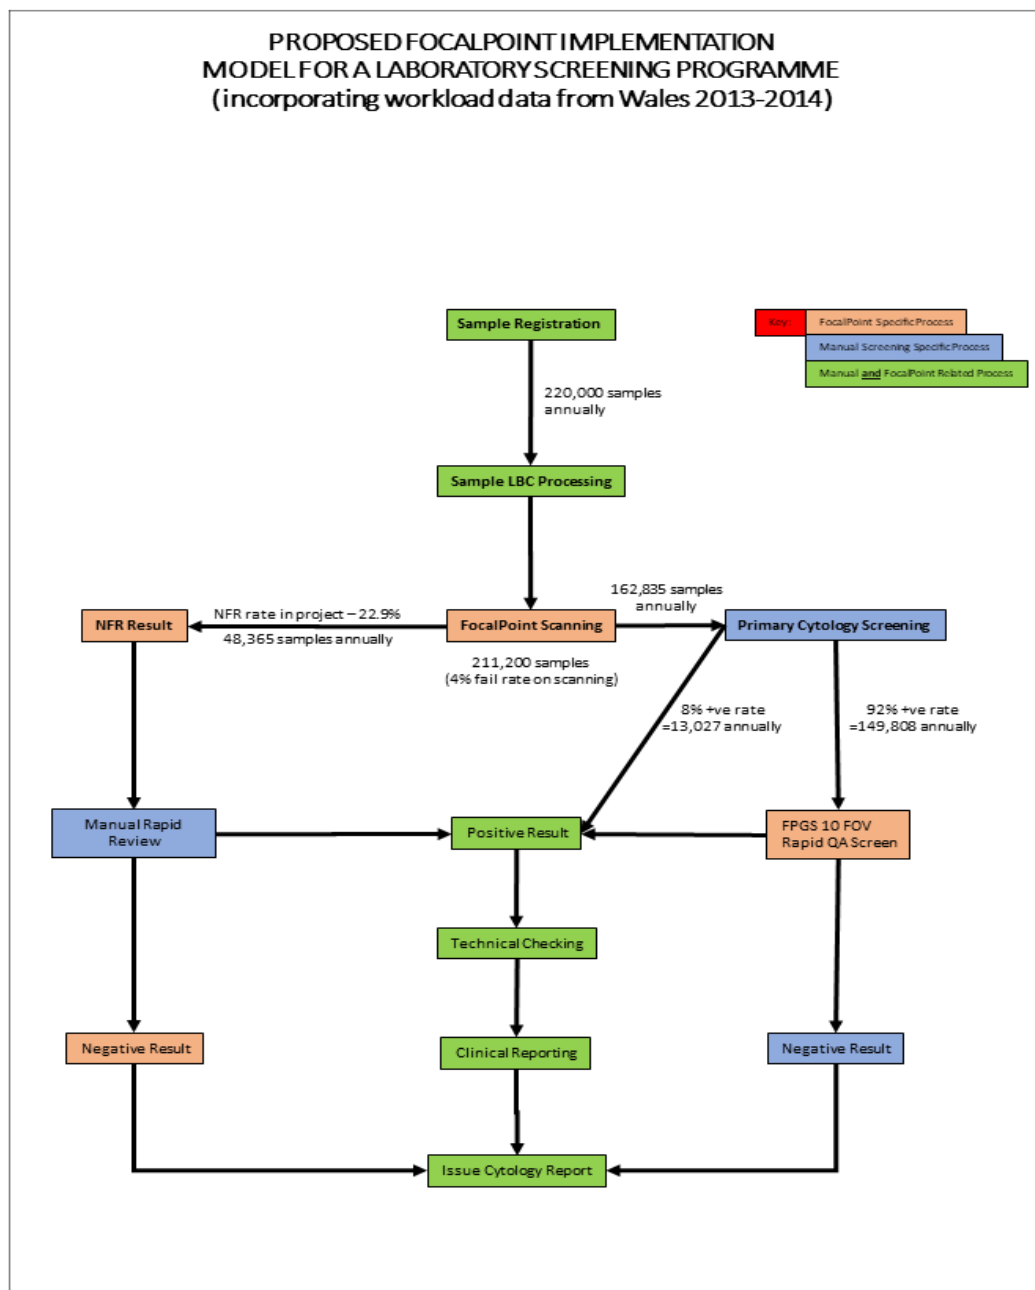 PROPOSED FOCALPOINT IMPLEMENTATION
MODEL FOR A LABORATORY SCREENING PROGRAMME
(incorporating workload data from Wales 2013-2014)
Sample Registration
Key:
FocalPoint Specific Process
Manual Screening Specific Process
Manual and FocalPoint Related Process
220,000 samples
annually
Sample LBC Processing
162,835 samples
annually
NFR rate in project – 22.9%
NFR Result
48,365 samples annually
FocalPoint Scanning
Primary Cytology Screening
211,200 samples
(4% fail rate on scanning)
8% +ve rate
=13,027 annually
92% +ve rate
=149,808 annually
Manual Rapid
Review
Positive Result
FPGS 10 FOV
Rapid QA Screen
Technical Checking
Negative Result
Clinical Reporting
Negative Result
Issue Cytology Report